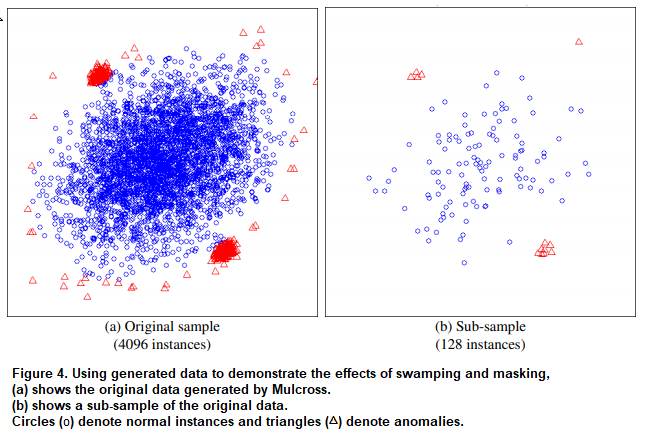 (a) Original sample
(4096 instances)
(b) Sub-sample
(128 instances)
Figure 4. Using generated data to demonstrate the effects of swamping and masking,
(a) shows the original data generated by Mulcross.
(b) shows a sub-sample of the original data.
Circles (o) denote normal instances and triangles (△) denote anomalies.